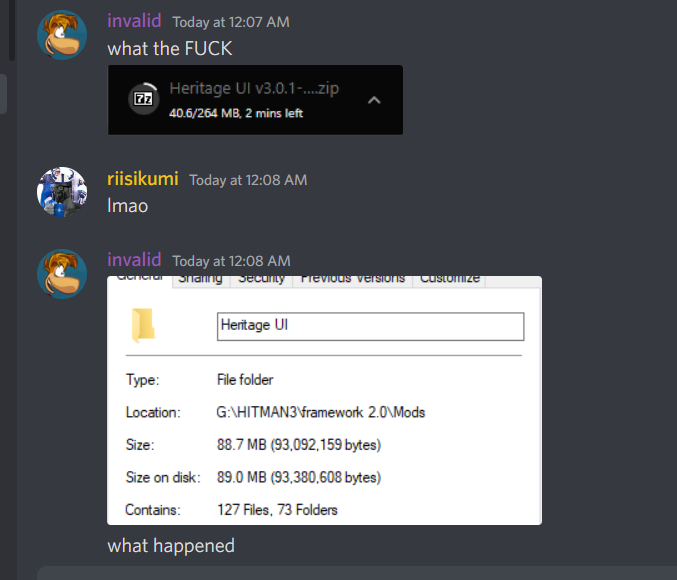 invalid Today at 12:07 AM
what the FUCK
7z Heritage UI v3.0.1-....zip
40.6/264 MB, 2 mins left
riisikumi Today at 12:08 AM
lmao
invalid Today at 12:08 AM
General Sharing Security Previous Versions Customize
Heritage UI
Type: File folder
Location: G:\HITMAN3\framework 2.0\Mods
Size: 88.7 MB (93,092,159 bytes)
Size on disk: 89.0 MB (93,380,608 bytes)
Contains: 127 Files, 73 Folders
what happened